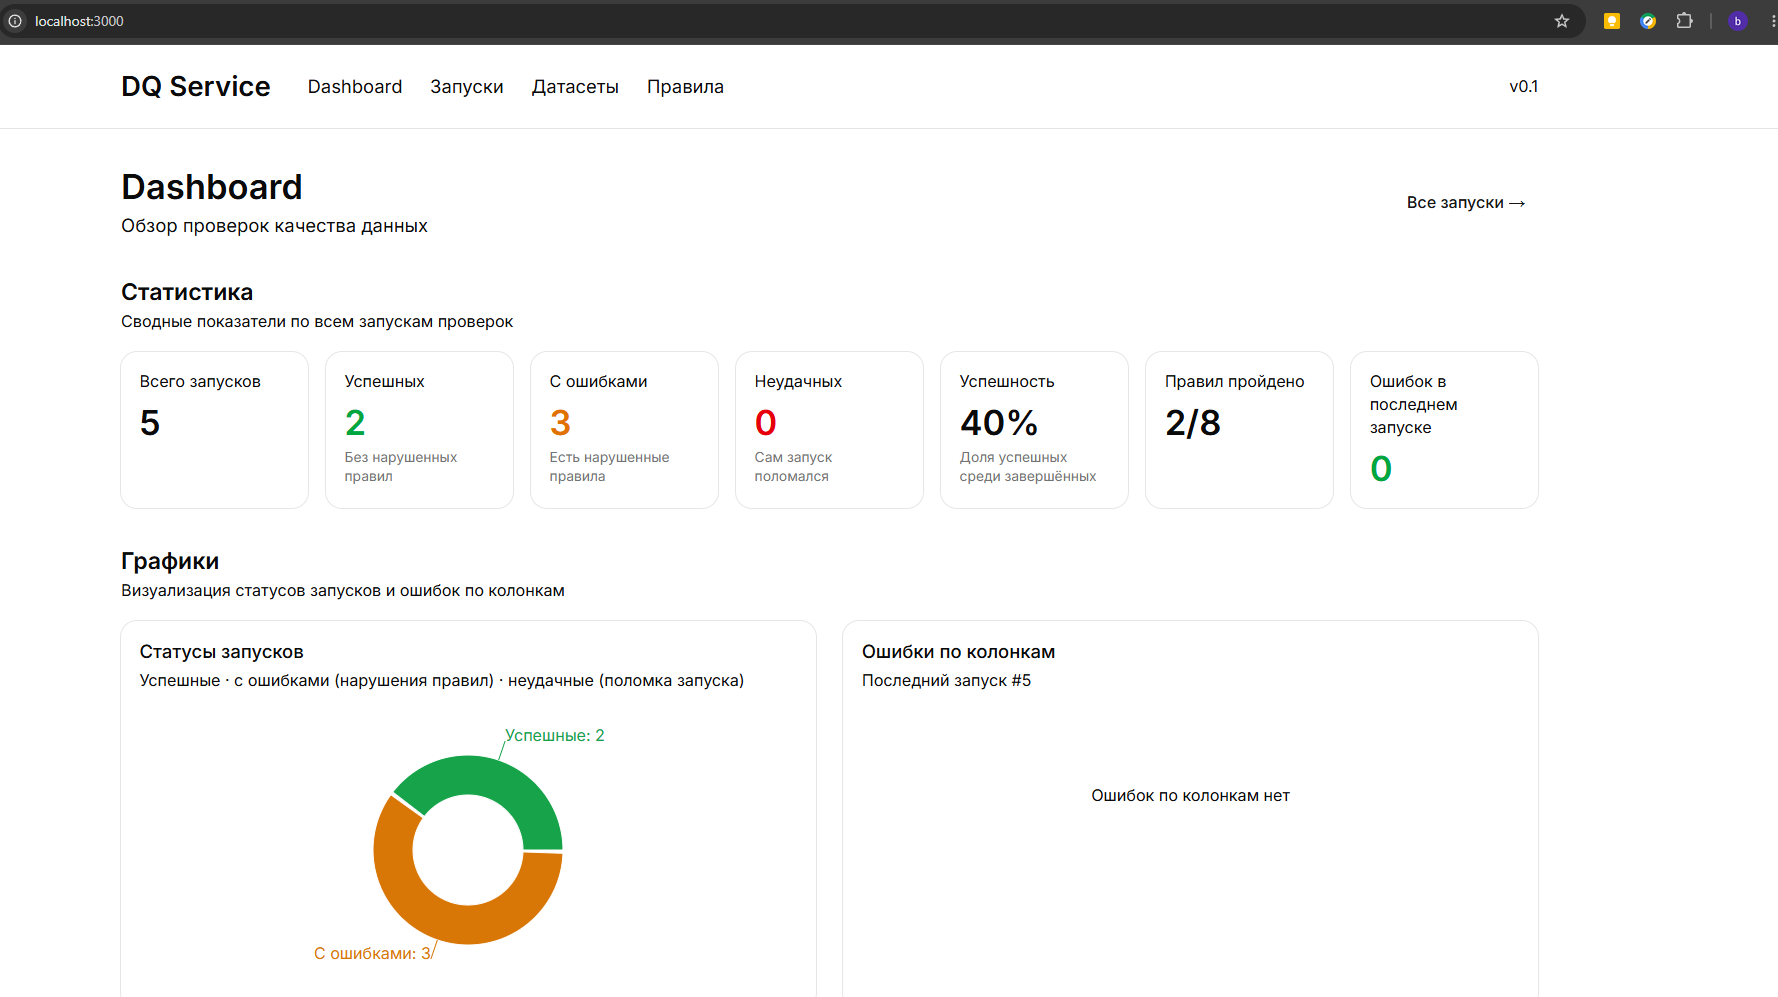 localhost:3000
b
DQ Service
Dashboard
Запуски
Датасеты
Правила
v0.1
Dashboard
Обзор проверок качества данных
Все запуски →
Статистика
Сводные показатели по всем запускам проверок
Всего запусков
5
Успешных
2
Без нарушенных
правил
С ошибками
3
Есть нарушенные
правила
Неудачных
0
Сам запуск
поломался
Успешность
40%
Доля успешных
среди завершённых
Правил пройдено
2/8
Ошибок в
последнем
запуске
0
Графики
Визуализация статусов запусков и ошибок по колонкам
Статусы запусков
Успешные · с ошибками (нарушения правил) · неудачные (поломка запуска)
Успешные: 2
С ошибками: 3
Ошибки по колонкам
Последний запуск #5
Ошибок по колонкам нет